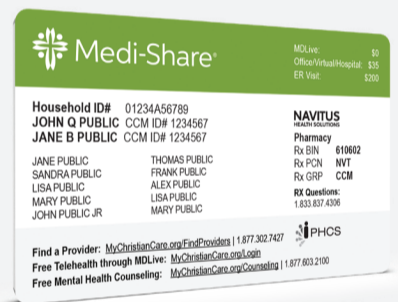 Medi-Share®
MDLive: $0
Office/Virtual/Hospital: $35
ER Visit: $200
Household ID# 01234A56789
JOHN Q PUBLIC CCM ID# 1234567
JANE B PUBLIC CCM ID# 1234567
JANE PUBLIC
SANDRA PUBLIC
LISA PUBLIC
MARY PUBLIC
JOHN PUBLIC JR
THOMAS PUBLIC
FRANK PUBLIC
ALEX PUBLIC
LISA PUBLIC
MARY PUBLIC
NAVITUS
HEALTH SOLUTIONS
Pharmacy
Rx BIN 610602
Rx PCN NVT
Rx GRP CCM
RX Questions:
1.833.837.4306
PHCS
Find a Provider: MyChristianCare.org/FindProviders | 1.877.302.7427
Free Telehealth through MDLive: MyChristianCare.org/Login
Free Mental Health Counseling: MyChristianCare.org/Counseling | 1.877.603.2100